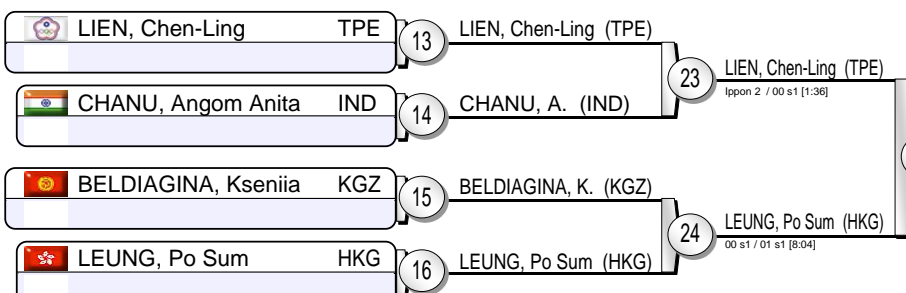 LIEN, Chen-Ling TPE
13
LIEN, Chen-Ling (TPE)
CHANU, Angom Anita IND
14
CHANU, A. (IND)
23
LIEN, Chen-Ling (TPE)
Ippon 2 / 00 s1 [1:36]
BELDIAGINA, Kseniia KGZ
15
BELDIAGINA, K. (KGZ)
LEUNG, Po Sum HKG
16
LEUNG, Po Sum (HKG)
24
LEUNG, Po Sum (HKG)
00 s1 / 01 s1 [8:04]